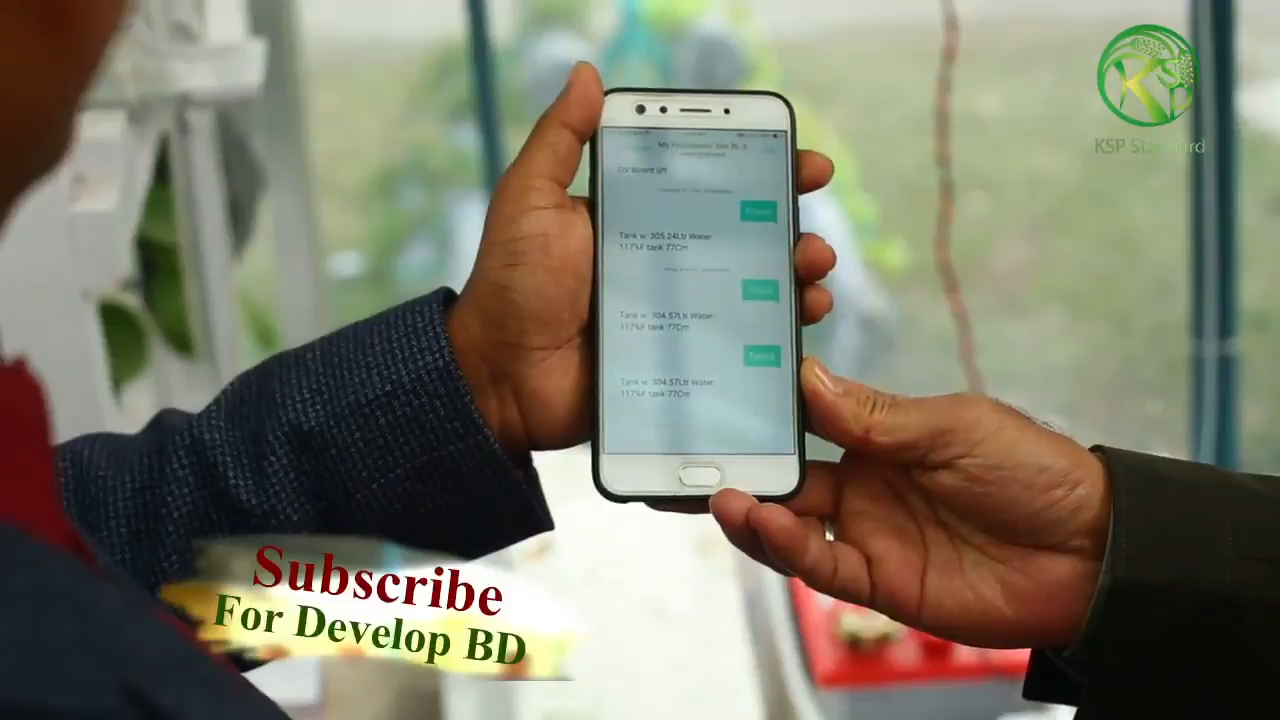 KSP
KSP Standard
Tank w: 305.24Ltr Water:
117%F tank 77Cm
Tank w: 304.57Ltr Water:
117%F tank 77Cm
Tank w: 304.57Ltr Water:
117%F tank 77Cm
Subscribe
For Develop BD